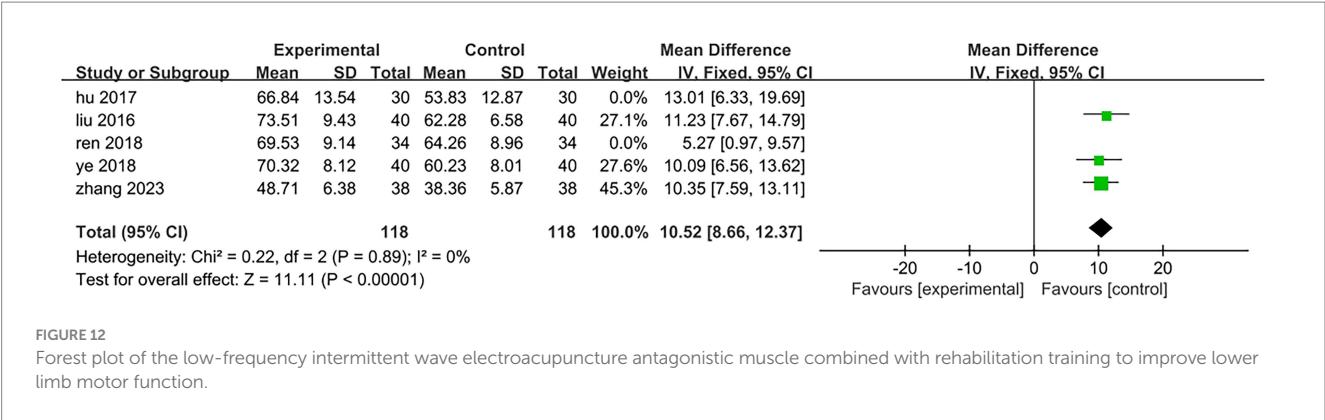 Experimental Control Mean Difference Mean Difference
Study or Subgroup Mean SD Total Mean SD Total Weight IV, Fixed, 95% CI IV, Fixed, 95% CI
hu 2017 66.84 13.54 30 53.83 12.87 30 0.0% 13.01 [6.33, 19.69]
liu 2016 73.51 9.43 40 62.28 6.58 40 27.1% 11.23 [7.67, 14.79]
ren 2018 69.53 9.14 34 64.26 8.96 34 0.0% 5.27 [0.97, 9.57]
ye 2018 70.32 8.12 40 60.23 8.01 40 27.6% 10.09 [6.56, 13.62]
zhang 2023 48.71 6.38 38 38.36 5.87 38 45.3% 10.35 [7.59, 13.11]
Total (95% CI) 118 118 100.0% 10.52 [8.66, 12.37]
Heterogeneity: Chi² = 0.22, df = 2 (P = 0.89); I² = 0%
Test for overall effect: Z = 11.11 (P < 0.00001)
-20 -10 0 10 20
Favours [experimental] Favours [control]
FIGURE 12
Forest plot of the low-frequency intermittent wave electroacupuncture antagonistic muscle combined with rehabilitation training to improve lower
limb motor function.